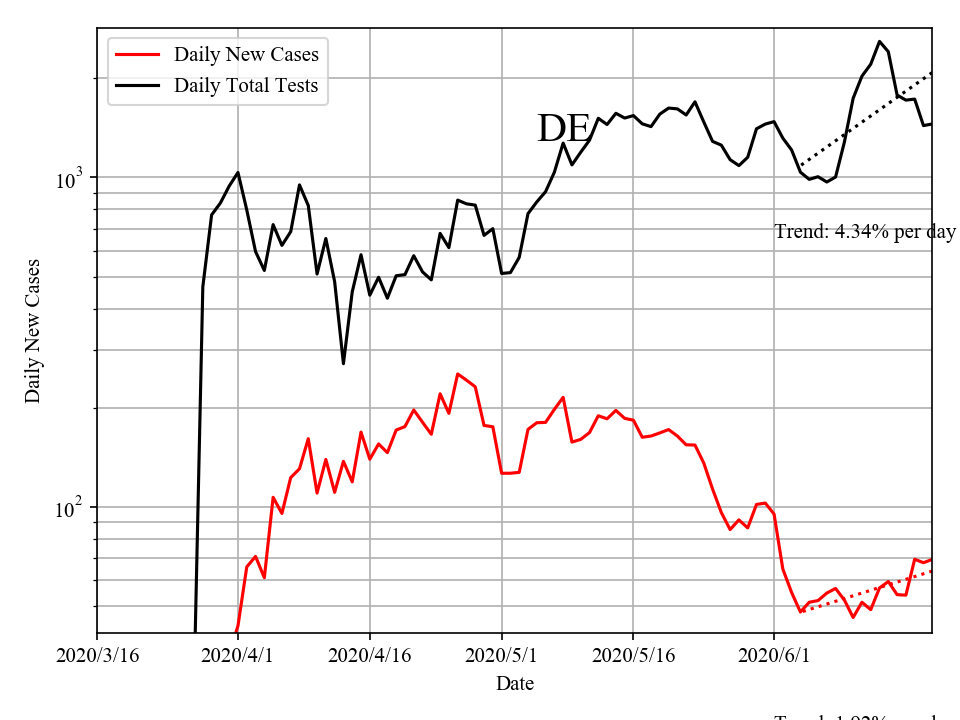 Daily New Cases
Daily Total Tests
DE
10^3
Trend: 4.34% per day
Daily New Cases
10^2
2020/3/16
2020/4/1
2020/4/16
2020/5/1
2020/5/16
2020/6/1
Date